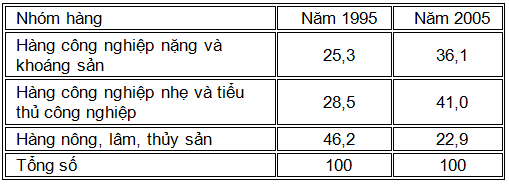 Nhóm hàng Năm 1995 Năm 2005
Hàng công nghiệp nặng và
khoáng sản 25,3 36,1
Hàng công nghiệp nhẹ và tiểu
thủ công nghiệp 28,5 41,0
Hàng nông, lâm, thủy sản 46,2 22,9
Tổng số 100 100